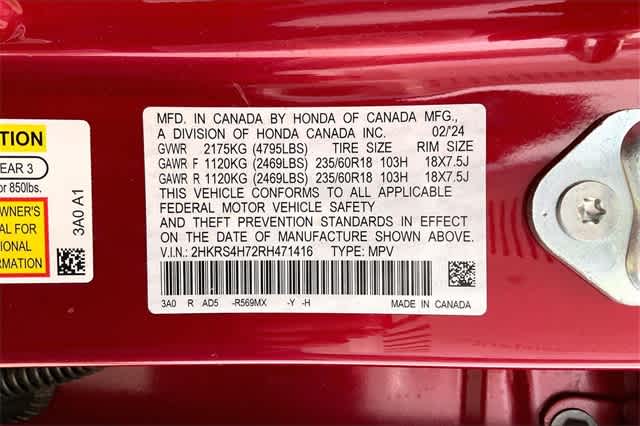 TION
EAR 3
r 850lbs.
WNER'S
AL FOR
TIONAL
MATION
3A0 A1
MFD. IN CANADA BY HONDA OF CANADA MFG.,
A DIVISION OF HONDA CANADA INC. 02/24
GVWR 2175KG (4795LBS) TIRE SIZE RIM SIZE
GAWR F 1120KG (2469LBS) 235/60R18 103H 18X7.5J
GAWR R 1120KG (2469LBS) 235/60R18 103H 18X7.5J
THIS VEHICLE CONFORMS TO ALL APPLICABLE
FEDERAL MOTOR VEHICLE SAFETY
AND THEFT PREVENTION STANDARDS IN EFFECT
ON THE DATE OF MANUFACTURE SHOWN ABOVE.
V.I.N.: 2HKRS4H72RH471416 TYPE: MPV
3A0 R AD5 -R569MX -Y -H MADE IN CANADA